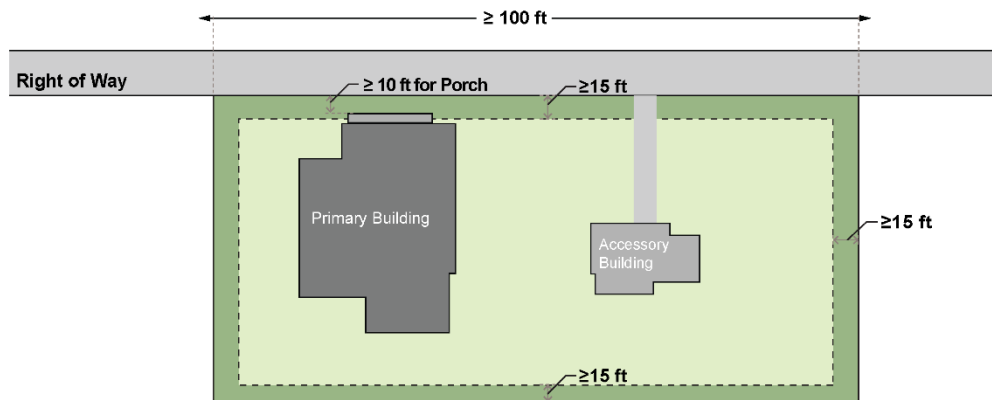 ≥ 100 ft
Right of Way
≥ 10 ft for Porch
≥15 ft
Primary Building
Accessory
Building
≥15 ft
≥15 ft